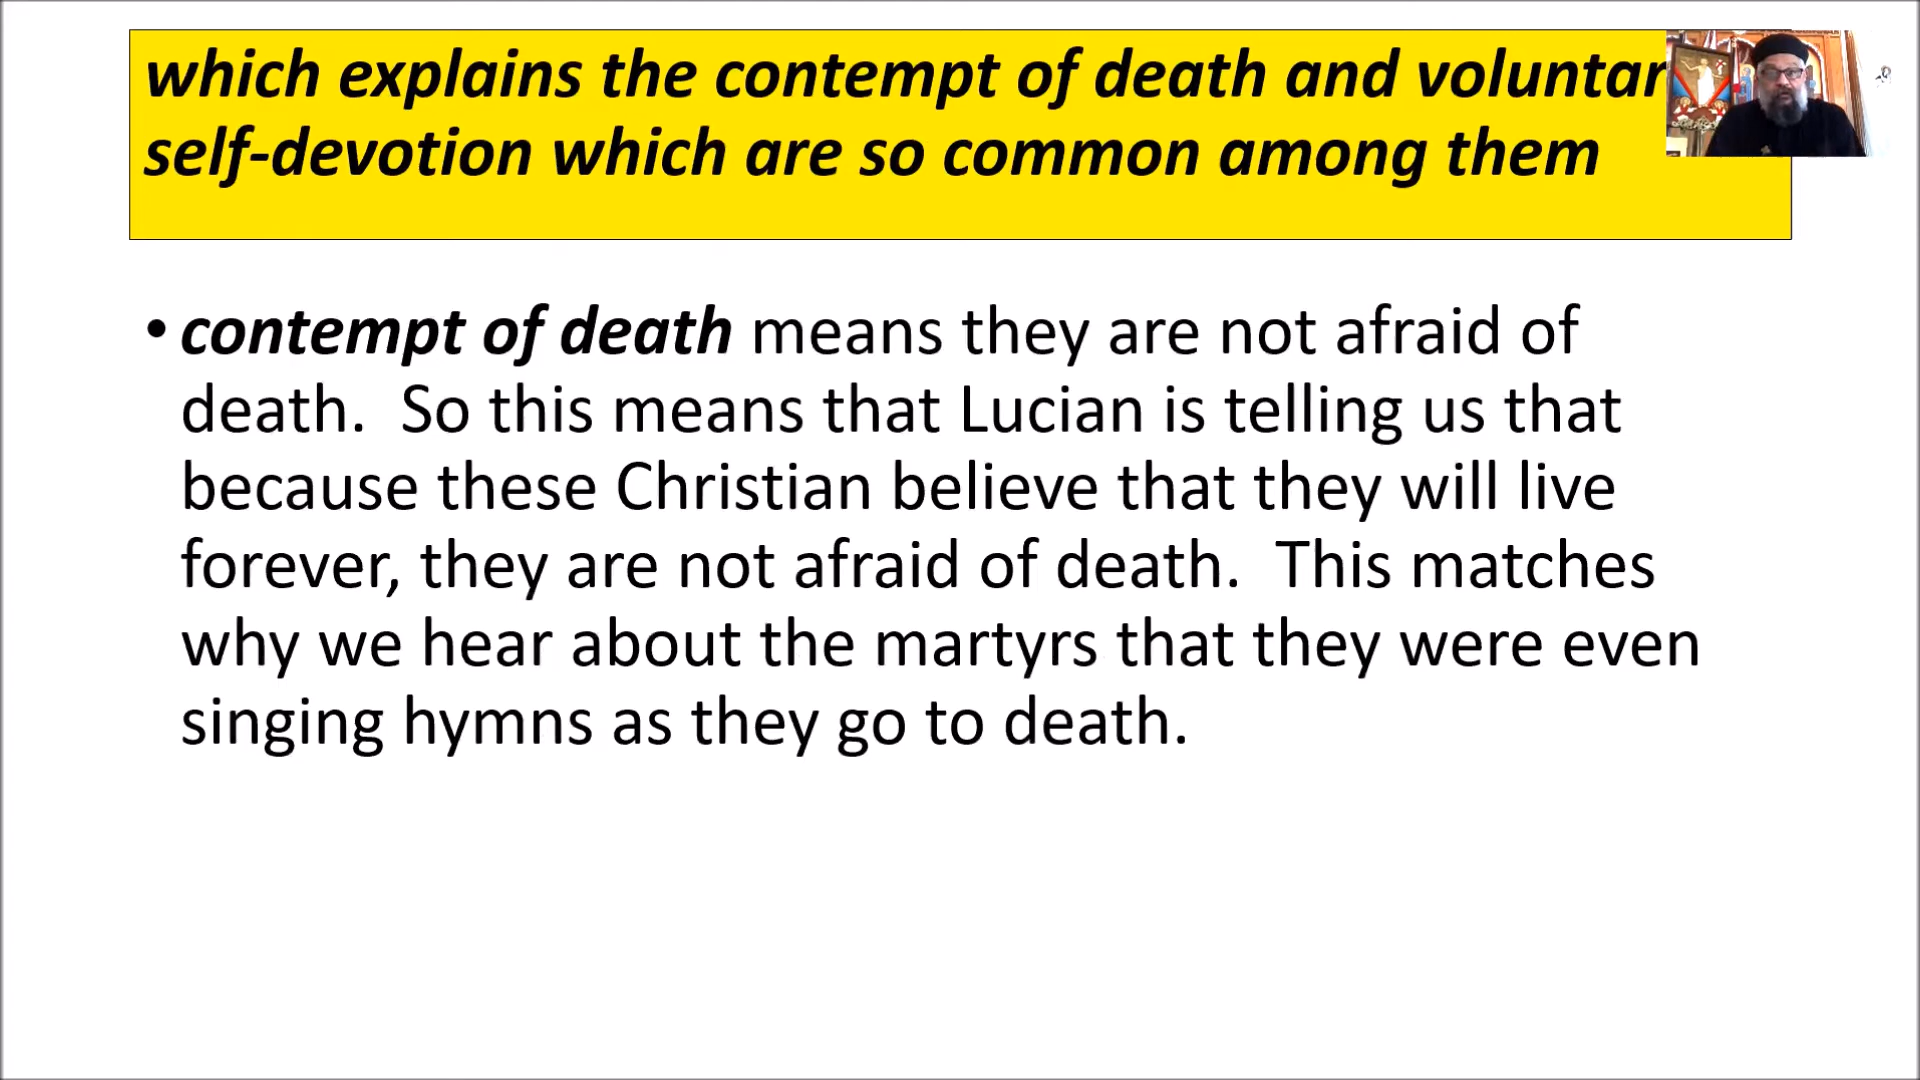 which explains the contempt of death and
self-devotion which are so common among them
• contempt of death means they are not afraid of
death.  So this means that Lucian is telling us that
because these Christian believe that they will live
forever, they are not afraid of death.  This matches
why we hear about the martyrs that they were even
singing hymns as they go to death.